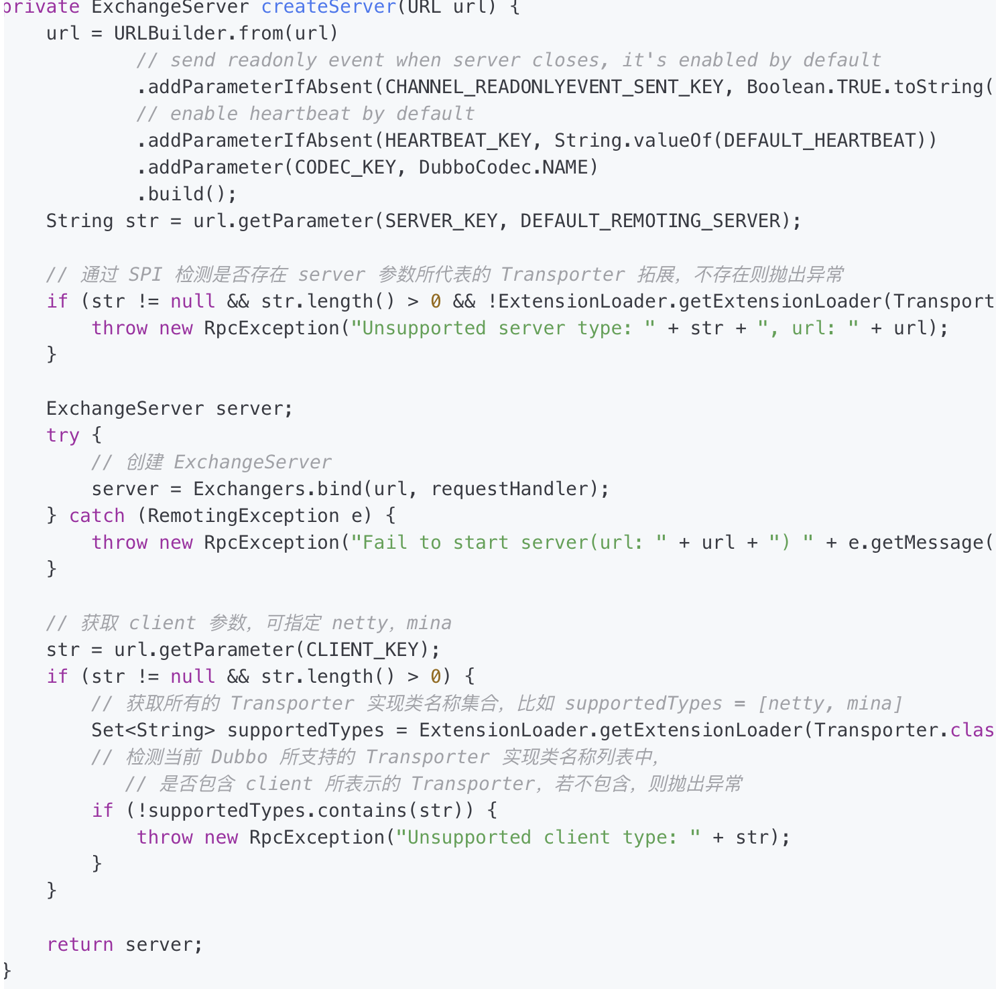 private ExchangeServer createServer(URL url) {
    url = URLBuilder.from(url)
            // send readonly event when server closes, it's enabled by default
            .addParameterIfAbsent(CHANNEL_READONLYEVENT_SENT_KEY, Boolean.TRUE.toString(
            // enable heartbeat by default
            .addParameterIfAbsent(HEARTBEAT_KEY, String.valueOf(DEFAULT_HEARTBEAT))
            .addParameter(CODEC_KEY, DubboCodec.NAME)
            .build();
    String str = url.getParameter(SERVER_KEY, DEFAULT_REMOTING_SERVER);

    // 通过 SPI 检测是否存在 server 参数所代表的 Transporter 拓展，不存在则抛出异常
    if (str != null && str.length() > 0 && !ExtensionLoader.getExtensionLoader(Transport
        throw new RpcException("Unsupported server type: " + str + ", url: " + url);
    }

    ExchangeServer server;
    try {
        // 创建 ExchangeServer
        server = Exchangers.bind(url, requestHandler);
    } catch (RemotingException e) {
        throw new RpcException("Fail to start server(url: " + url + ") " + e.getMessage(
    }

    // 获取 client 参数，可指定 netty，mina
    str = url.getParameter(CLIENT_KEY);
    if (str != null && str.length() > 0) {
        // 获取所有的 Transporter 实现类名称集合，比如 supportedTypes = [netty, mina]
        Set<String> supportedTypes = ExtensionLoader.getExtensionLoader(Transporter.clas
        // 检测当前 Dubbo 所支持的 Transporter 实现类名称列表中，
           // 是否包含 client 所表示的 Transporter，若不包含，则抛出异常
        if (!supportedTypes.contains(str)) {
            throw new RpcException("Unsupported client type: " + str);
        }
    }

    return server;
}